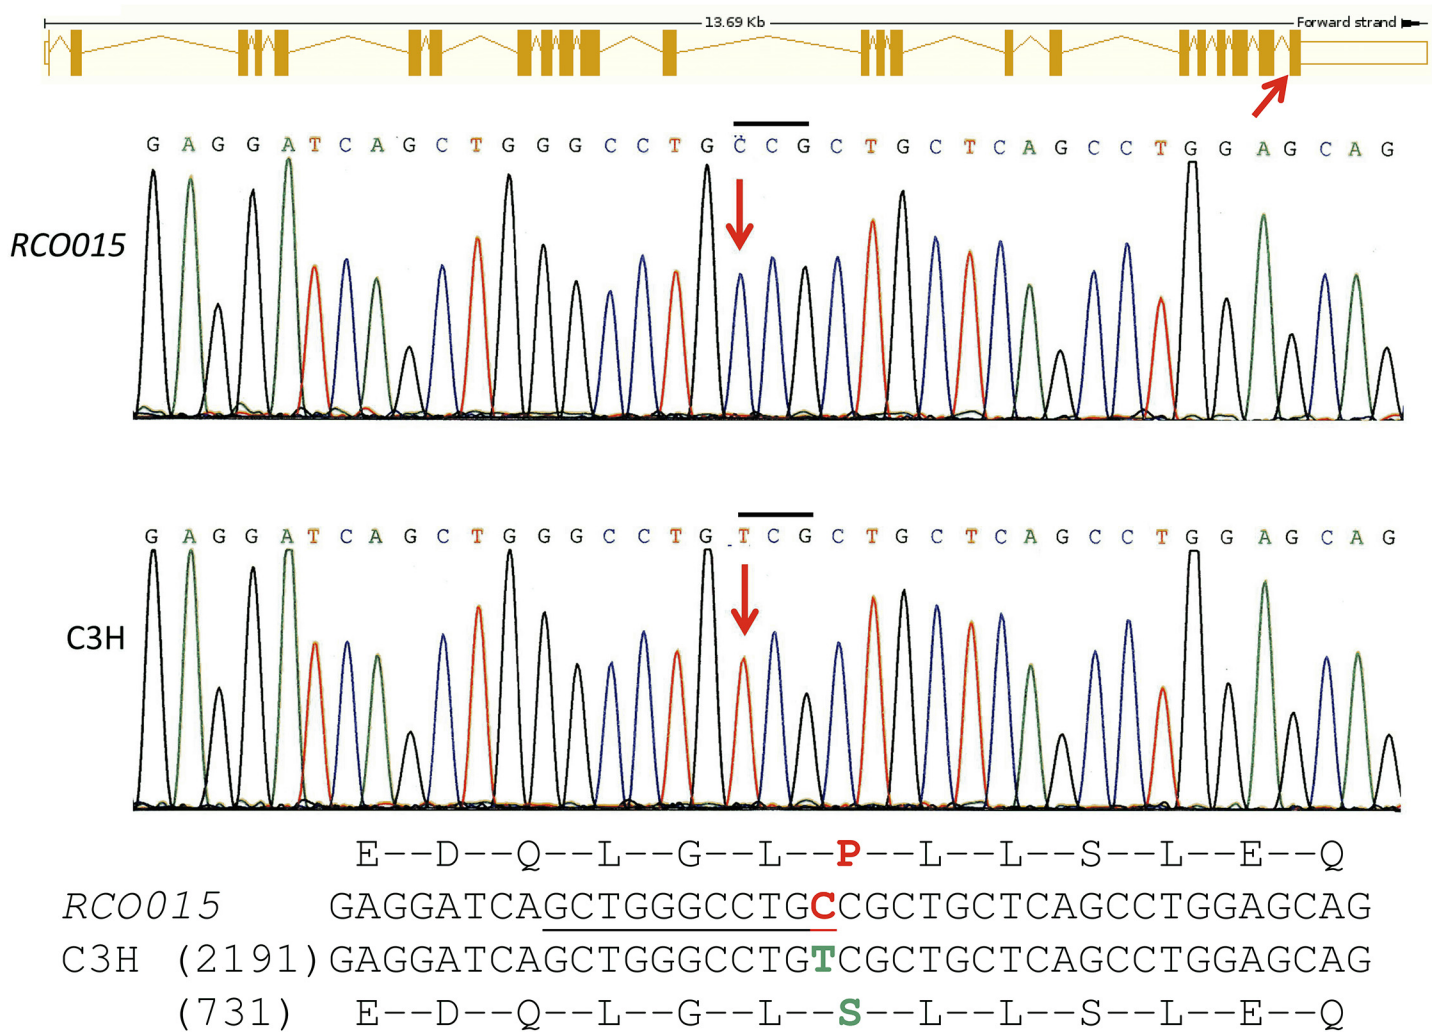 13.69 Kb Forward strand
G A G G A T C A G C T G G G C C T G C C G C T G C T C A G C C T G G A G C A G
RCO015
G A G G A T C A G C T G G G C C T G T C G C T G C T C A G C C T G G A G C A G
C3H
E--D--Q--L--G--L--P--L--L--S--L--E--Q
RCO015 GAGGATCAGCTGGGCCTGCCGCTGCTCAGCCTGGAGCAG
C3H (2191) GAGGATCAGCTGGGCCTGTCGCTGCTCAGCCTGGAGCAG
(731) E--D--Q--L--G--L--S--L--L--S--L--E--Q